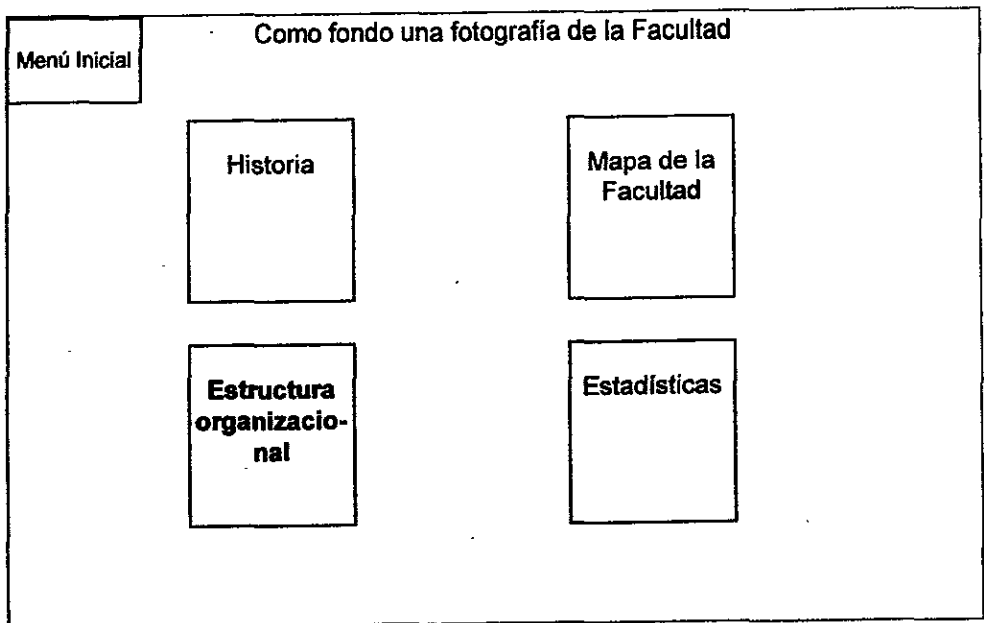 Como fondo una fotografía de la Facultad
Menú Inicial
Historia
Mapa de la
Facultad
Estructura
organizacio-
nal
Estadísticas